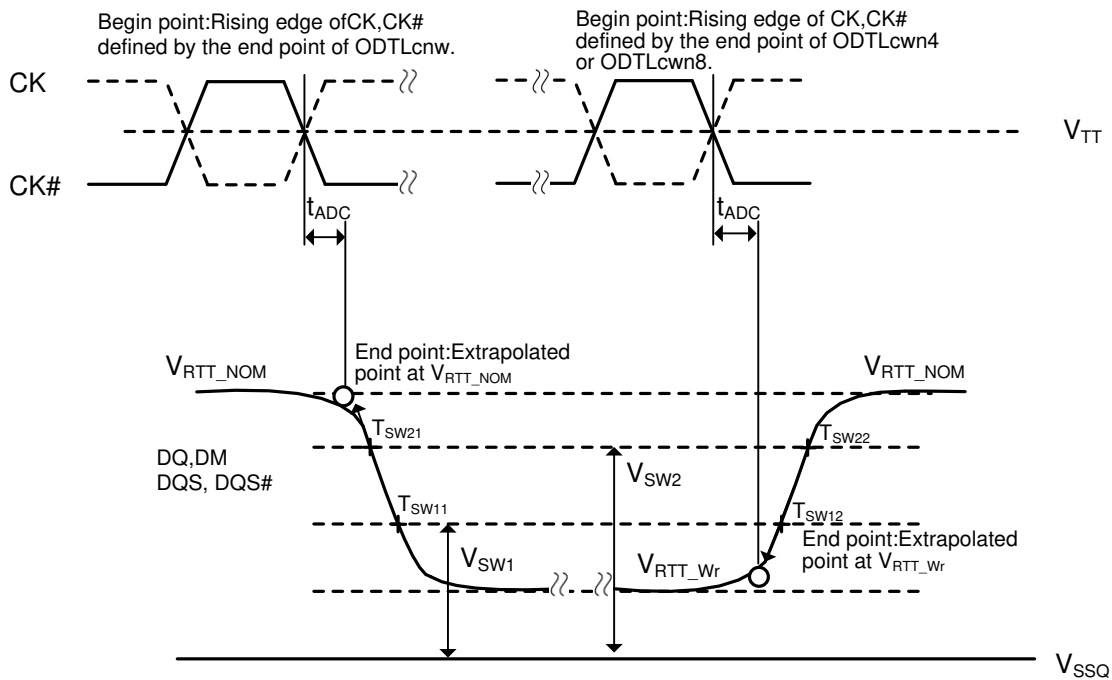 Begin point:Rising edge ofCK,CK#
defined by the end point of ODTLcnw.
Begin point:Rising edge of CK,CK#
defined by the end point of ODTLcwn4
or ODTLcwn8.
CK
VTT
CK#
tADC
tADC
End point:Extrapolated
point at VRTT_NOM
VRTT_NOM
VRTT_NOM
TSW21
TSW22
DQ,DM
DQS, DQS#
VSW2
TSW11
TSW12
End point:Extrapolated
point at VRTT_Wr
VSW1
VRTT_Wr
VSSQ